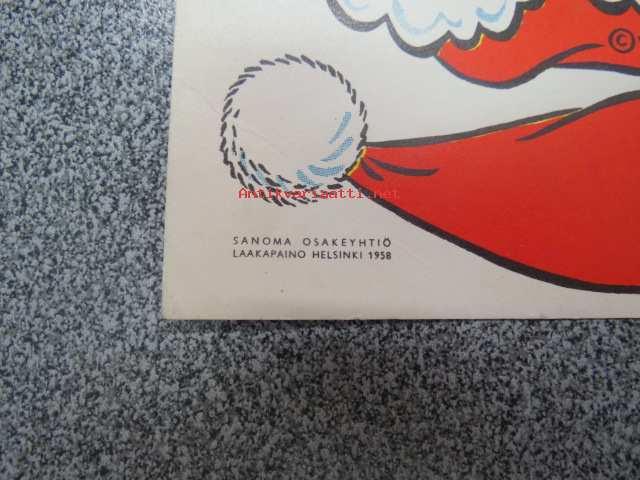 ©
Antikvariaatti.net
SANOMA OSAKEYHTIÖ
LAAKAPAINO HELSINKI 1958